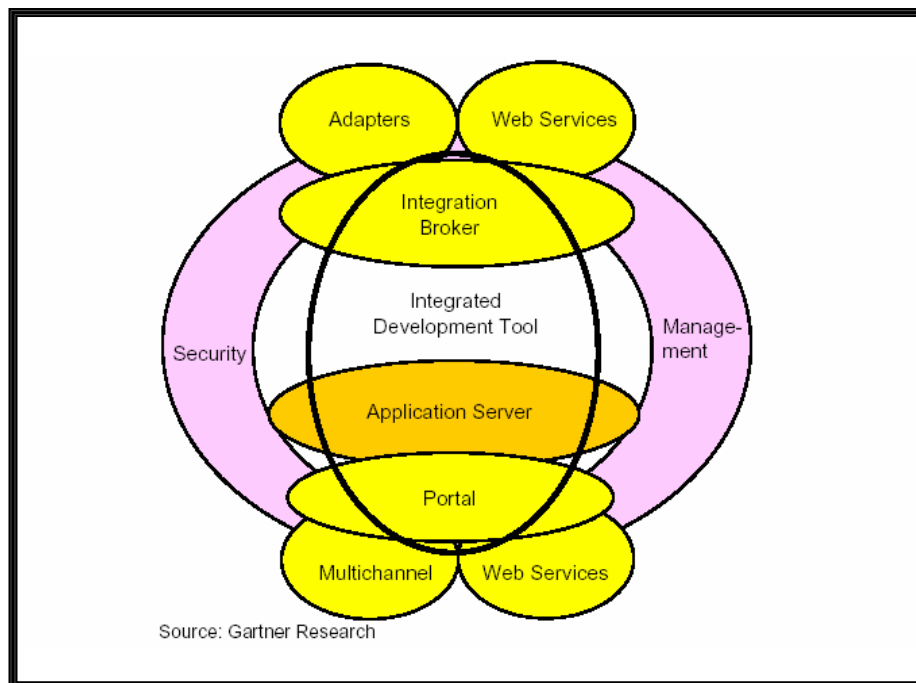 Adapters
Web Services
Integration
Broker
Integrated
Development Tool
Security
Manage-
ment
Application Server
Portal
Multichannel
Web Services
Source: Gartner Research